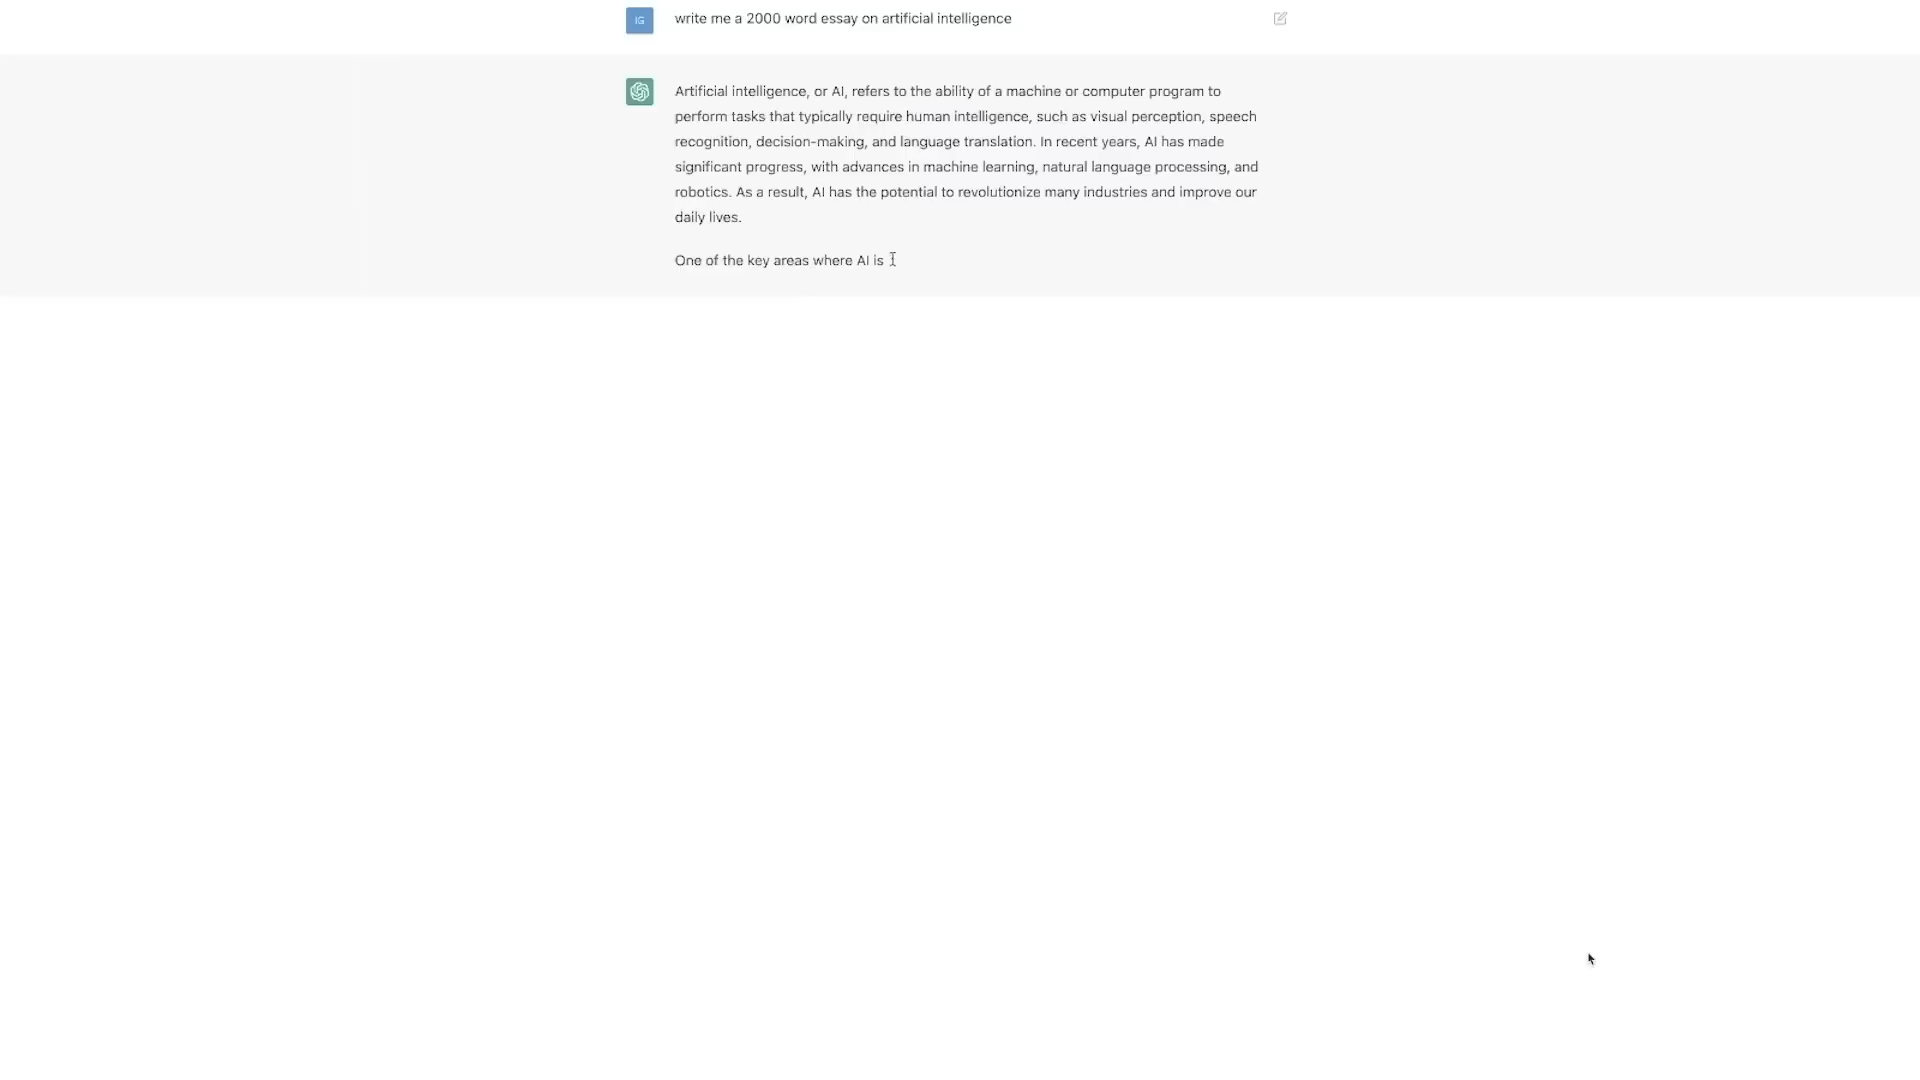 IG
write me a 2000 word essay on artificial intelligence
Artificial intelligence, or AI, refers to the ability of a machine or computer program to
perform tasks that typically require human intelligence, such as visual perception, speech
recognition, decision-making, and language translation. In recent years, AI has made
significant progress, with advances in machine learning, natural language processing, and
robotics. As a result, AI has the potential to revolutionize many industries and improve our
daily lives.
One of the key areas where AI is